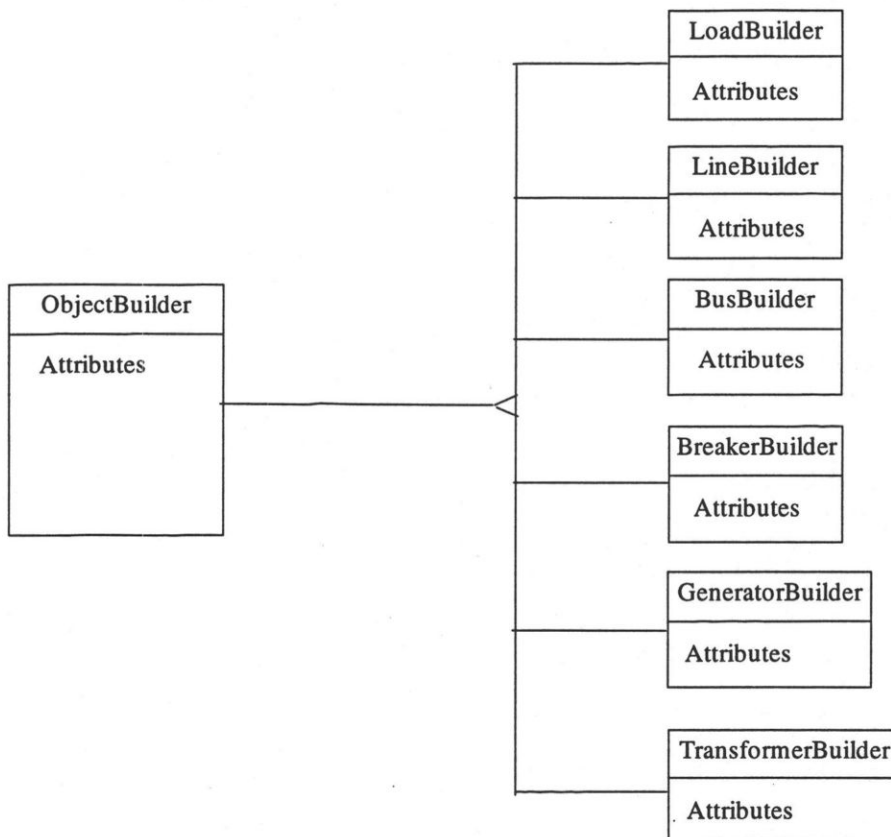 LoadBuilder
Attributes
LineBuilder
Attributes
ObjectBuilder
Attributes
BusBuilder
Attributes
BreakerBuilder
Attributes
GeneratorBuilder
Attributes
TransformerBuilder
Attributes